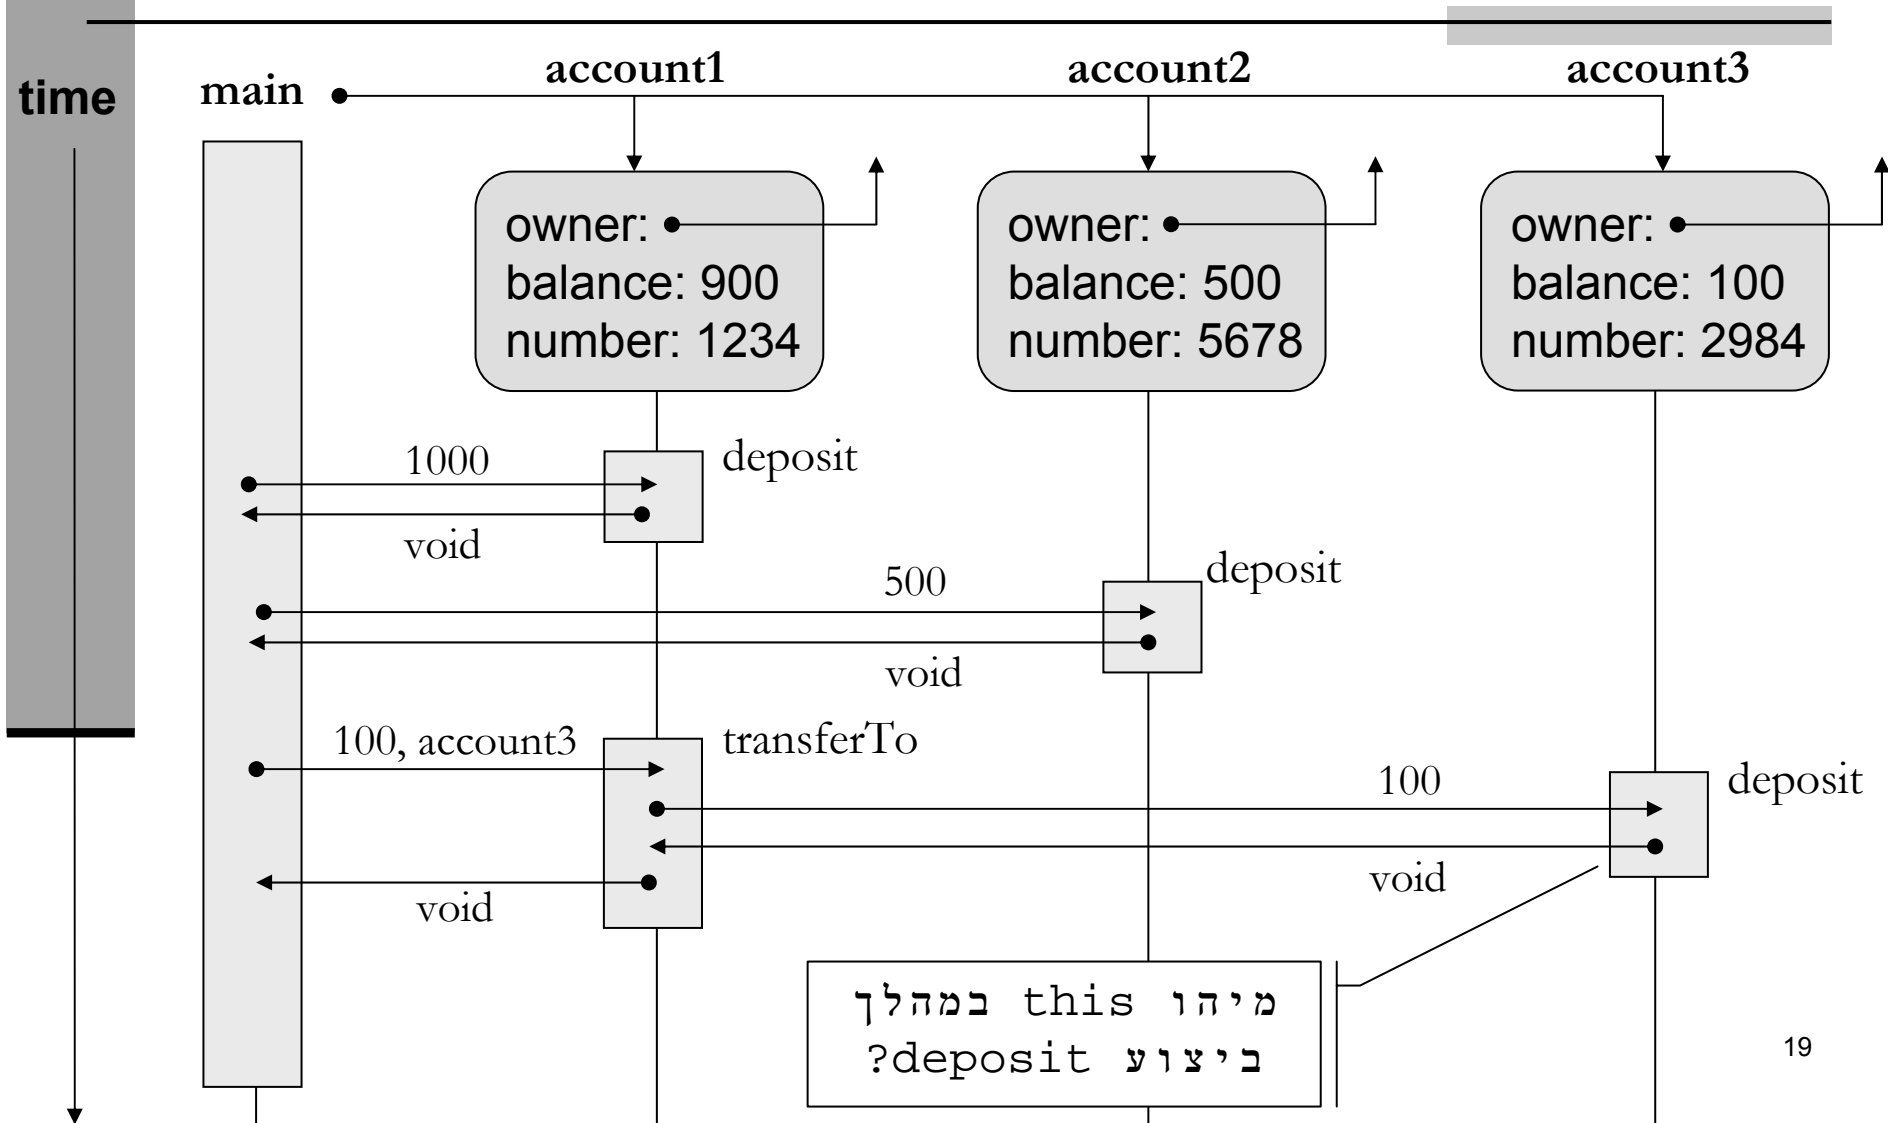 time
main
account1
account2
account3
owner:
balance: 900
number: 1234
owner:
balance: 500
number: 5678
owner:
balance: 100
number: 2984
1000
deposit
void
500
deposit
void
100, account3
transferTo
100
deposit
void
void
מיהו this במהלך
ביצוע deposit?
19